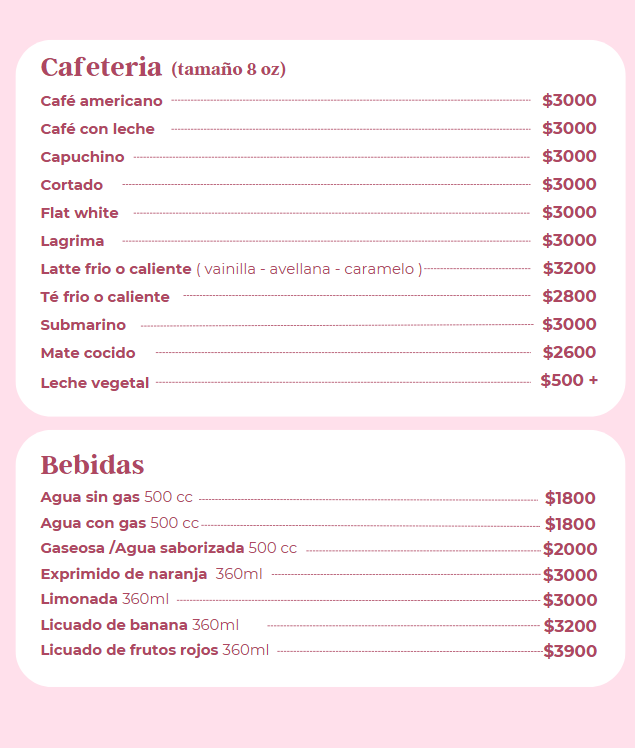 Cafeteria (tamaño 8 oz)
Café americano $3000
Café con leche $3000
Capuchino $3000
Cortado $3000
Flat white $3000
Lagrima $3000
Latte frio o caliente ( vainilla - avellana - caramelo ) $3200
Té frio o caliente $2800
Submarino $3000
Mate cocido $2600
Leche vegetal $500 +
Bebidas
Agua sin gas 500 cc $1800
Agua con gas 500 cc $1800
Gaseosa /Agua saborizada 500 cc $2000
Exprimido de naranja 360ml $3000
Limonada 360ml $3000
Licuado de banana 360ml $3200
Licuado de frutos rojos 360ml $3900